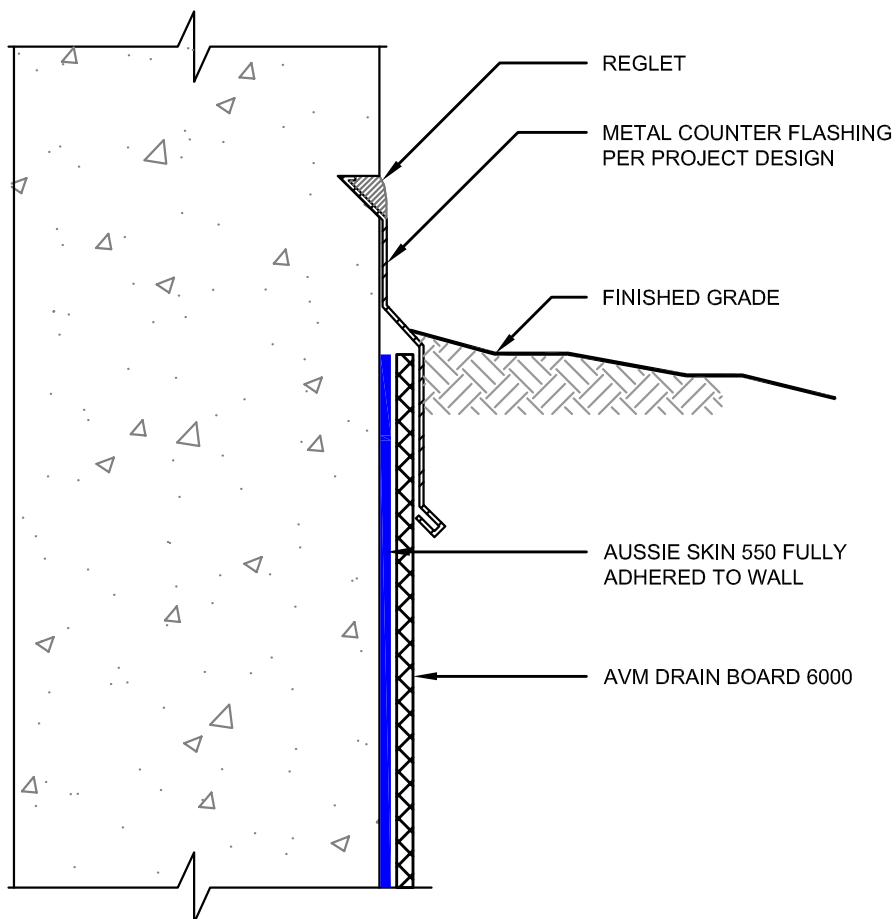 REGLET
METAL COUNTER FLASHING
PER PROJECT DESIGN
FINISHED GRADE
AUSSIE SKIN 550 FULLY
ADHERED TO WALL
AVM DRAIN BOARD 6000